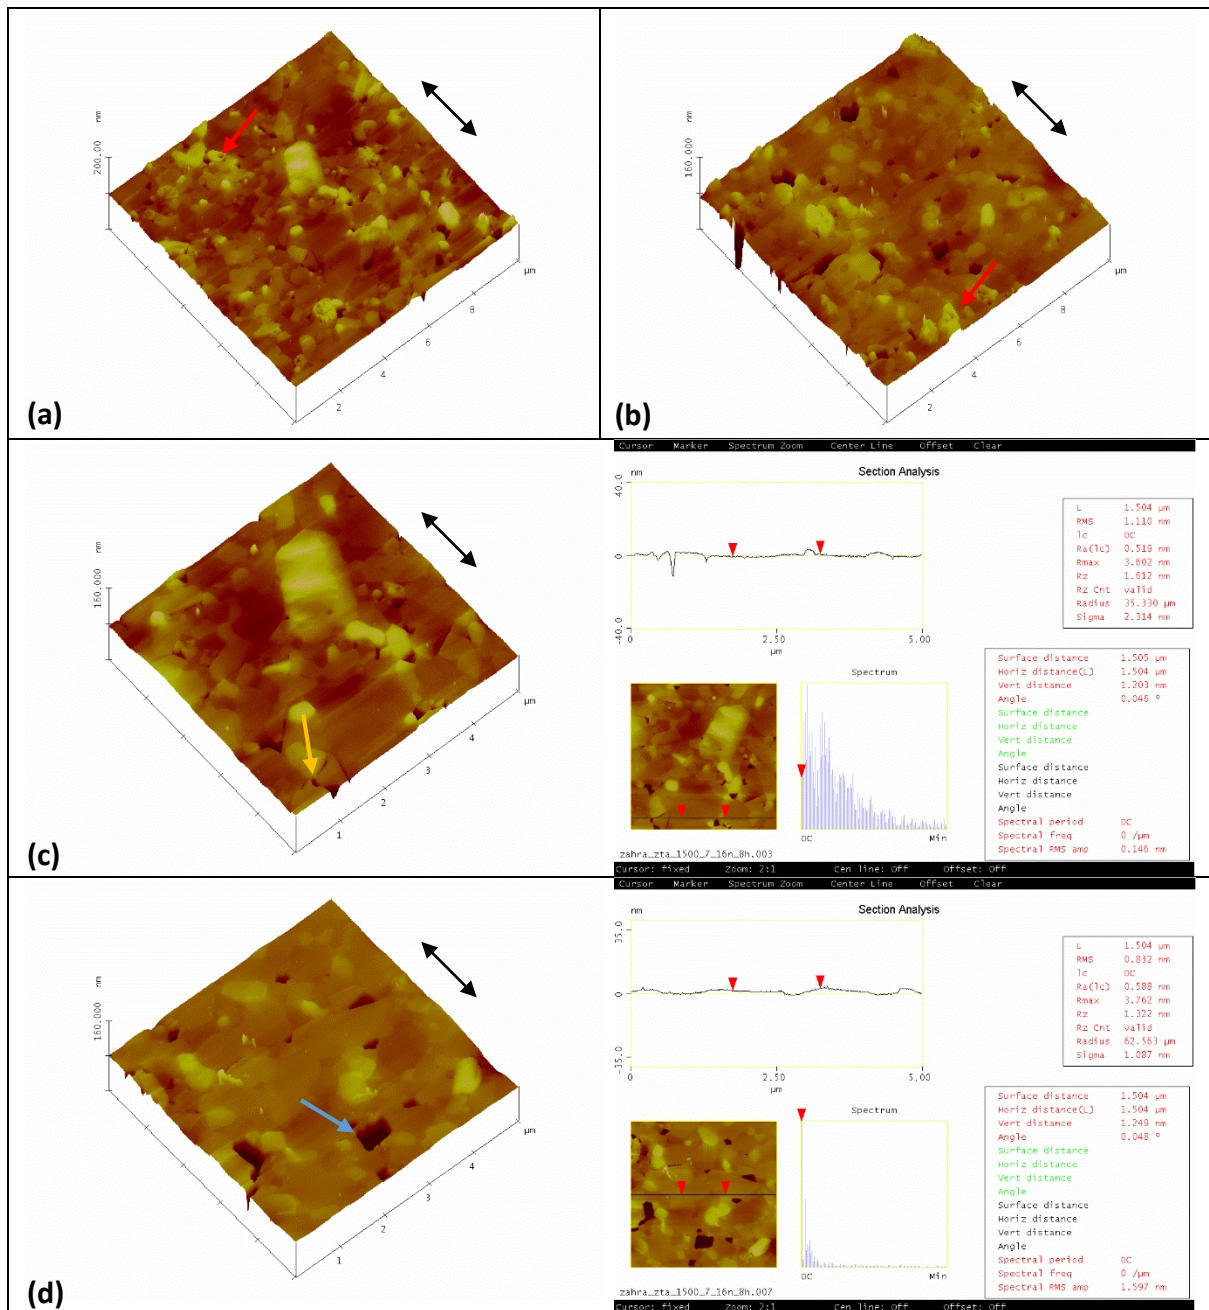 200.00
nm
2
4
6
8
µm
(a)
160.000
nm
2
4
6
8
µm
(b)
160.000
nm
1
2
3
4
µm
(c)
Cursor Marker Spectrum Zoom Center Line Offset Clear
Section Analysis
nm
40.0
0
-40.0
0 2.50 5.00
µm
L 1.504 µm
RMS 1.110 nm
lc DC
Ra(lc) 0.519 nm
Rmax 3.602 nm
Rz 1.612 nm
Rz Cnt valid
Radius 35.330 µm
Sigma 2.314 nm
Spectrum
DC Min
Surface distance 1.505 µm
Horiz distance(L) 1.504 µm
Vert distance 1.203 nm
Angle 0.046 °
Surface distance
Horiz distance
Vert distance
Angle
Surface distance
Horiz distance
Vert distance
Angle
Spectral period DC
Spectral freq 0 /µm
Spectral RMS amp 0.146 nm
zahra_zta_1500_7_16n_8h.003
Cursor: fixed Zoom: 2:1 Cen line: Off Offset: Off
160.000
nm
1
2
3
4
µm
(d)
Cursor Marker Spectrum Zoom Center Line Offset Clear
Section Analysis
nm
35.0
0
-35.0
0 2.50 5.00
µm
L 1.504 µm
RMS 0.832 nm
lc DC
Ra(lc) 0.588 nm
Rmax 3.762 nm
Rz 1.322 nm
Rz Cnt valid
Radius 62.563 µm
Sigma 1.087 nm
Spectrum
DC Min
Surface distance 1.504 µm
Horiz distance(L) 1.504 µm
Vert distance 1.249 nm
Angle 0.048 °
Surface distance
Horiz distance
Vert distance
Angle
Surface distance
Horiz distance
Vert distance
Angle
Spectral period DC
Spectral freq 0 /µm
Spectral RMS amp 1.597 nm
zahra_zta_1500_7_16n_8h.007
Cursor: fixed Zoom: 2:1 Cen line: Off Offset: Off